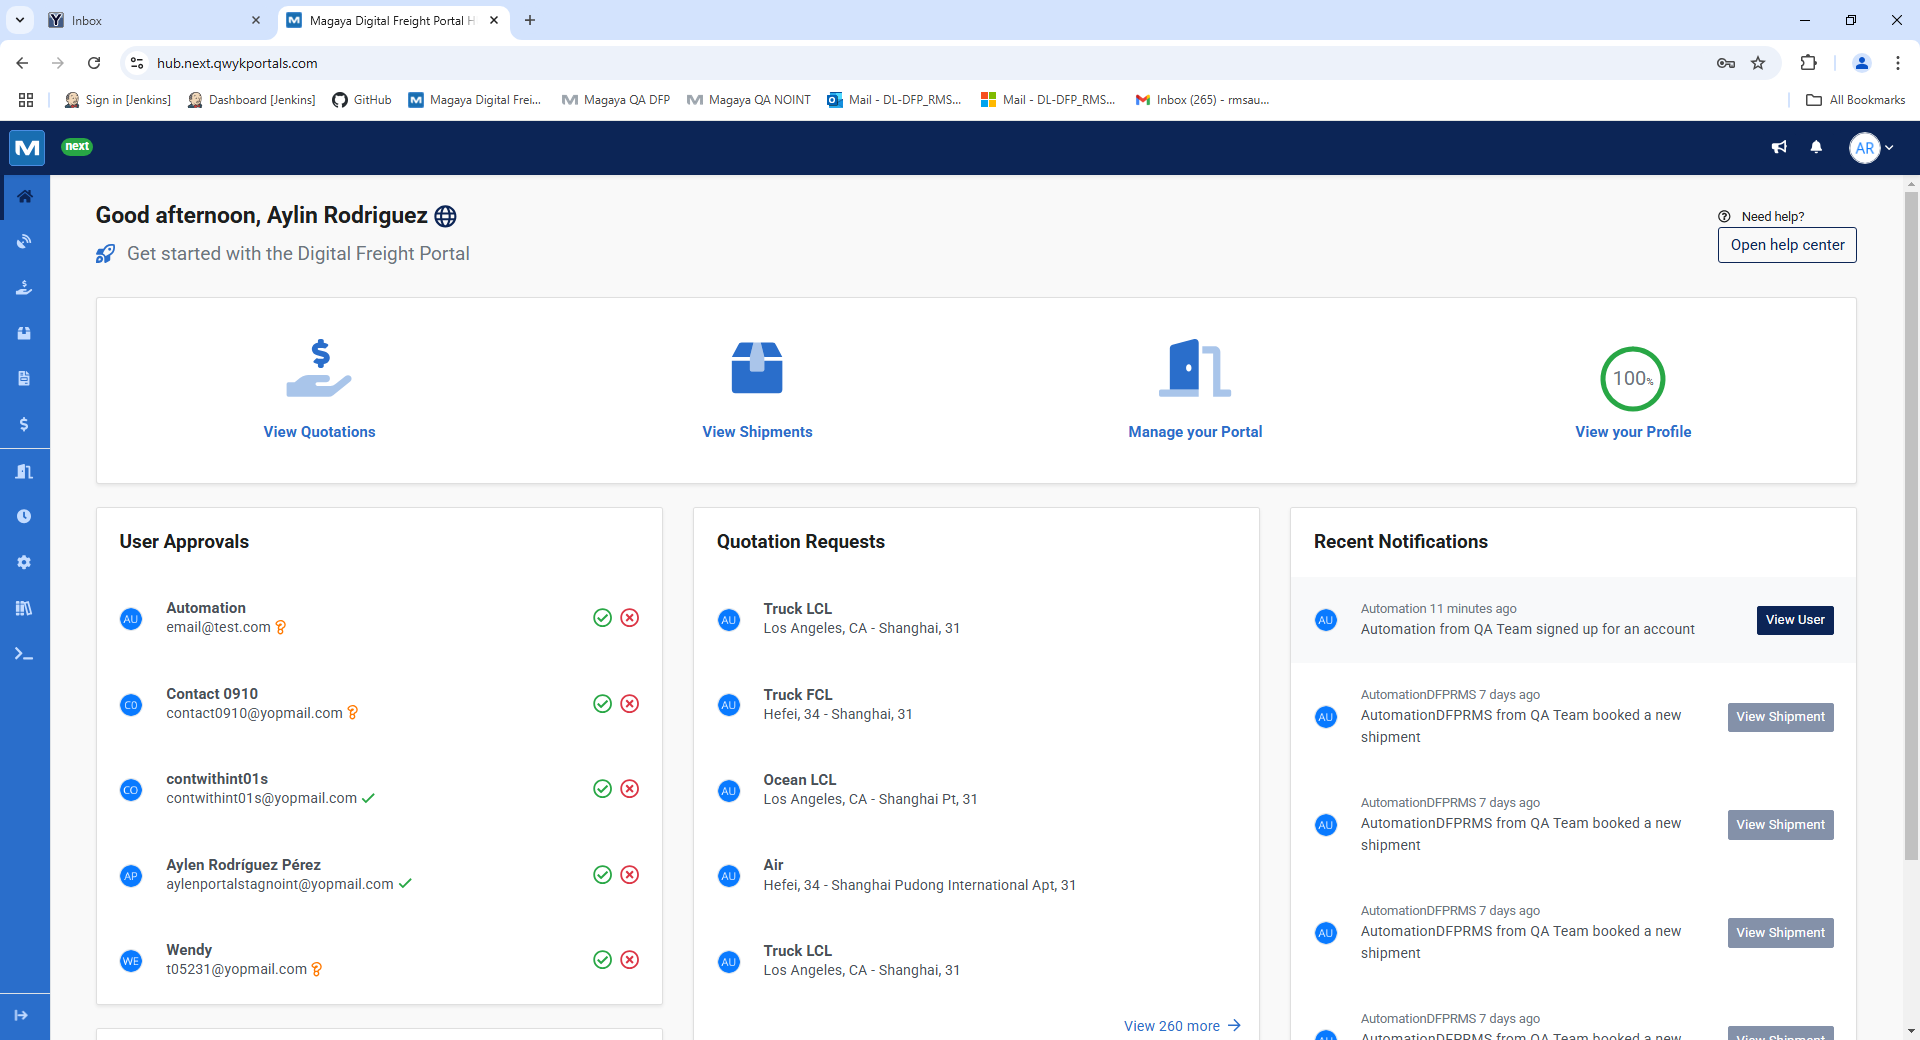 Inbox
Magaya Digital Freight Portal H
hub.next.qwykportals.com
Sign in [Jenkins]
Dashboard [Jenkins]
GitHub
Magaya Digital Frei...
Magaya QA DFP
Magaya QA NOINT
Mail - DL-DFP_RMS...
Mail - DL-DFP_RMS...
Inbox (265) - rmsau...
All Bookmarks
next
AR
Good afternoon, Aylin Rodriguez
Get started with the Digital Freight Portal
Need help?
Open help center
View Quotations
View Shipments
Manage your Portal
100%
View your Profile
User Approvals
AU
Automation
email@test.com
C0
Contact 0910
contact0910@yopmail.com
CO
contwithint01s
contwithint01s@yopmail.com
AP
Aylen Rodríguez Pérez
aylenportalstagnoint@yopmail.com
WE
Wendy
t05231@yopmail.com
Quotation Requests
AU
Truck LCL
Los Angeles, CA - Shanghai, 31
AU
Truck FCL
Hefei, 34 - Shanghai, 31
AU
Ocean LCL
Los Angeles, CA - Shanghai Pt, 31
AU
Air
Hefei, 34 - Shanghai Pudong International Apt, 31
AU
Truck LCL
Los Angeles, CA - Shanghai, 31
View 260 more
Recent Notifications
AU
Automation 11 minutes ago
Automation from QA Team signed up for an account
View User
AU
AutomationDFPRMS 7 days ago
AutomationDFPRMS from QA Team booked a new
shipment
View Shipment
AU
AutomationDFPRMS 7 days ago
AutomationDFPRMS from QA Team booked a new
shipment
View Shipment
AU
AutomationDFPRMS 7 days ago
AutomationDFPRMS from QA Team booked a new
shipment
View Shipment
AU
AutomationDFPRMS 7 days ago
AutomationDFPRMS from QA Team booked a new
View Shipment